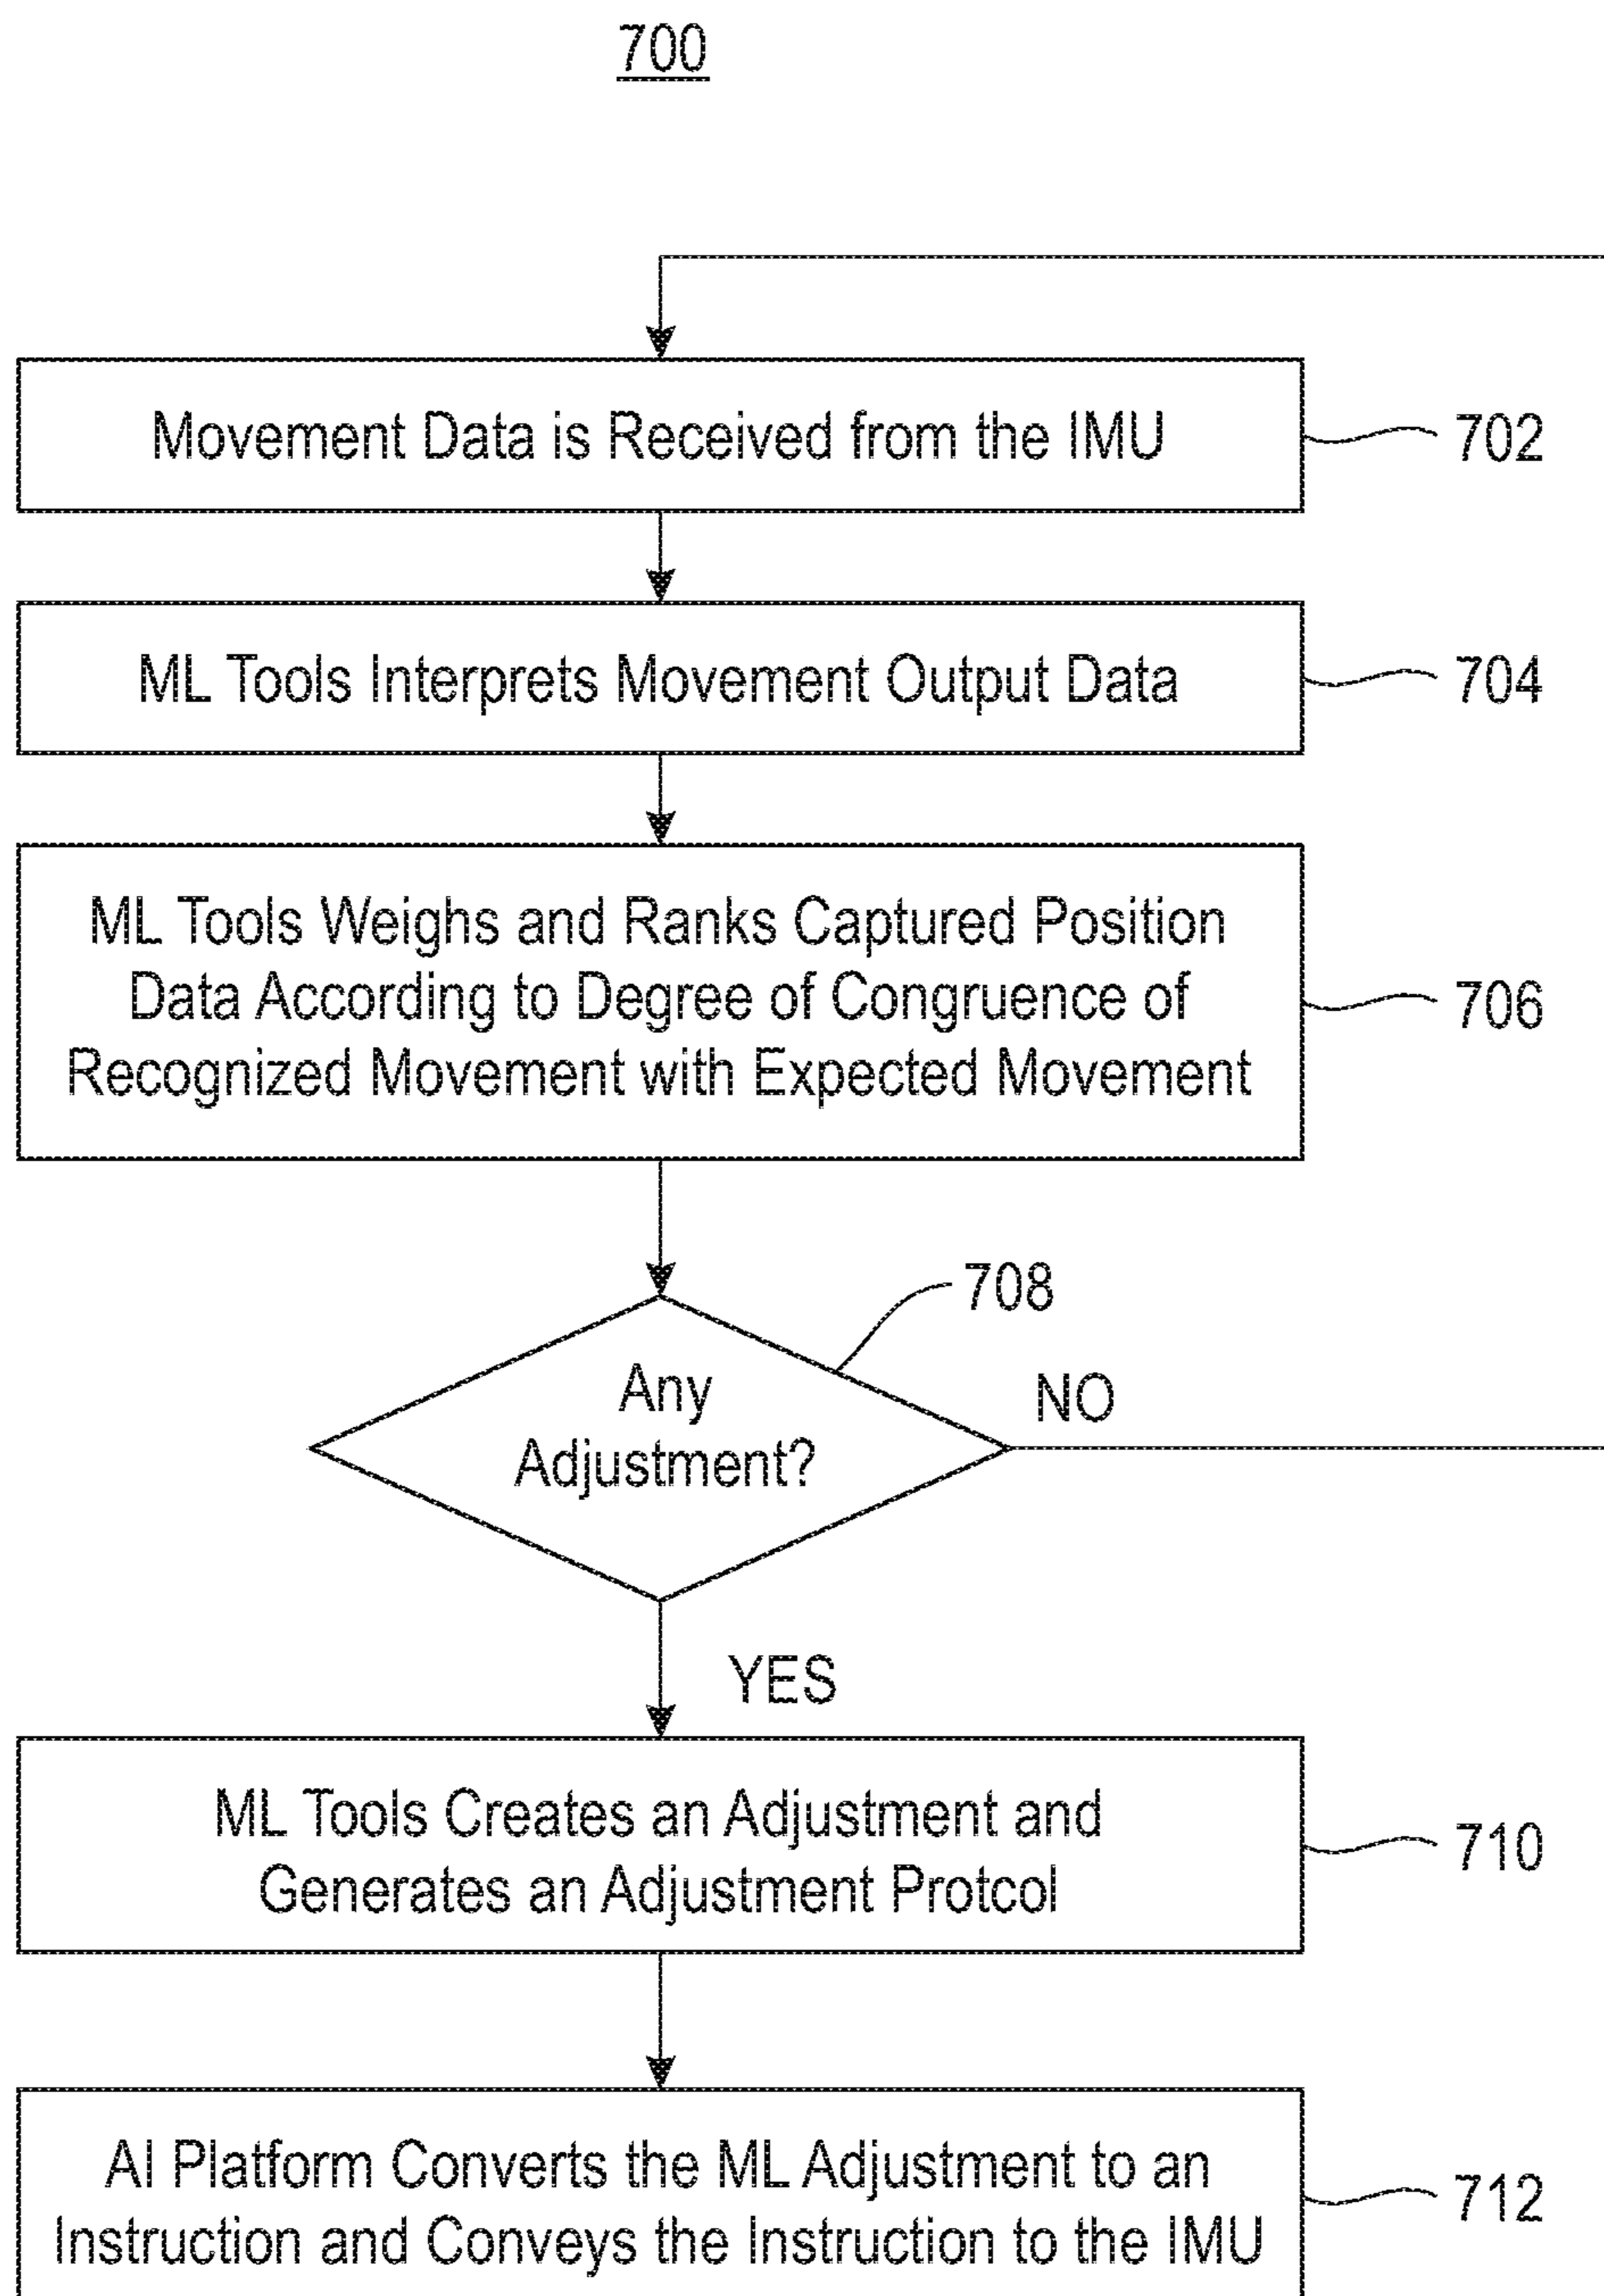 700
Movement Data is Received from the IMU
702
ML Tools Interprets Movement Output Data
704
ML Tools Weighs and Ranks Captured Position
Data According to Degree of Congruence of
Recognized Movement with Expected Movement
706
708
Any
Adjustment?
NO
YES
ML Tools Creates an Adjustment and
Generates an Adjustment Protcol
710
AI Platform Converts the ML Adjustment to an
Instruction and Conveys the Instruction to the IMU
712